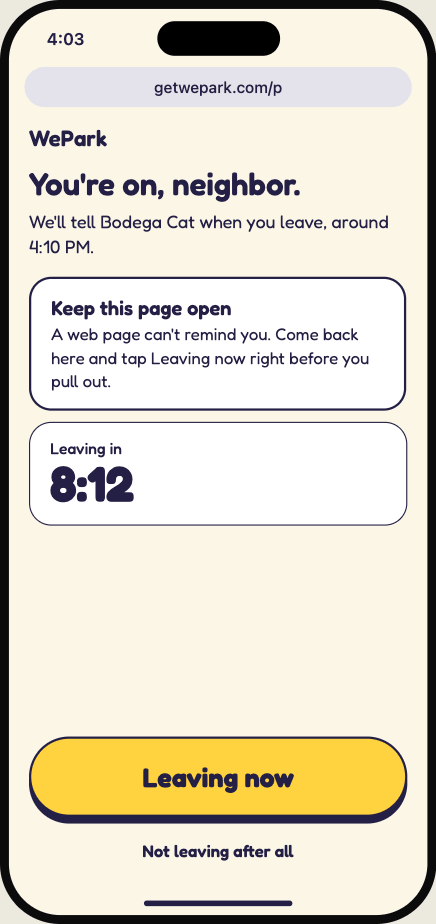 4:03
getwepark.com/p
WePark
You're on, neighbor.
We'll tell Bodega Cat when you leave, around
4:10 PM.
Keep this page open
A web page can't remind you. Come back
here and tap Leaving now right before you
pull out.
Leaving in
8:12
Leaving now
Not leaving after all